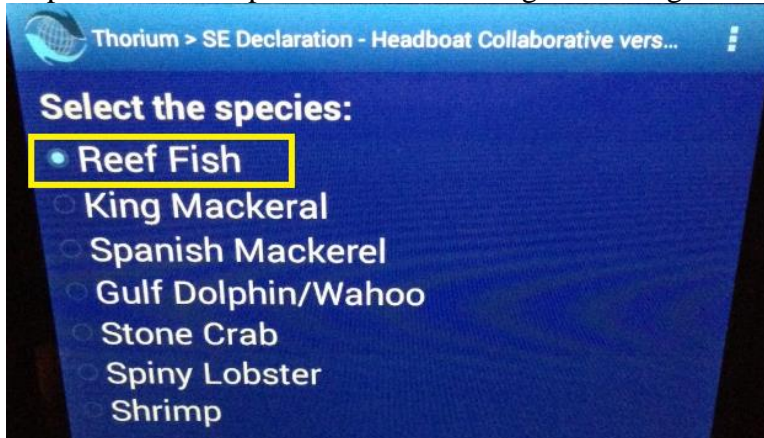 Thorium > SE Declaration - Headboat Collaborative vers...
Select the species:
Reef Fish
King Mackeral
Spanish Mackerel
Gulf Dolphin/Wahoo
Stone Crab
Spiny Lobster
Shrimp